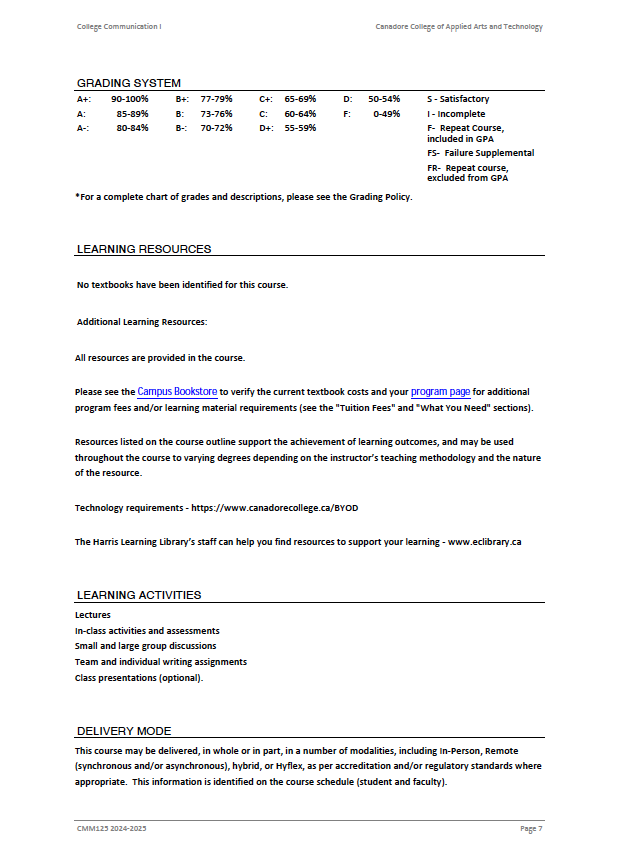 College Communication I Canadore College of Applied Arts and Technology
GRADING SYSTEM
A+: 90-100% B+: 77-79% C+: 65-69% D: 50-54% S - Satisfactory
A: 85-89% B: 73-76% C: 60-64% F: 0-49% I - Incomplete
A-: 80-84% B-: 70-72% D+: 55-59% F- Repeat Course,
included in GPA
FS- Failure Supplemental
FR- Repeat course,
excluded from GPA
*For a complete chart of grades and descriptions, please see the Grading Policy.
LEARNING RESOURCES
No textbooks have been identified for this course.
Additional Learning Resources:
All resources are provided in the course.
Please see the Campus Bookstore to verify the current textbook costs and your program page for additional
program fees and/or learning material requirements (see the "Tuition Fees" and "What You Need" sections).
Resources listed on the course outline support the achievement of learning outcomes, and may be used
throughout the course to varying degrees depending on the instructor's teaching methodology and the nature
of the resource.
Technology requirements - https://www.canadorecollege.ca/BYOD
The Harris Learning Library's staff can help you find resources to support your learning - www.eclibrary.ca
LEARNING ACTIVITIES
Lectures
In-class activities and assessments
Small and large group discussions
Team and individual writing assignments
Class presentations (optional).
DELIVERY MODE
This course may be delivered, in whole or in part, in a number of modalities, including In-Person, Remote
(synchronous and/or asynchronous), hybrid, or Hyflex, as per accreditation and/or regulatory standards where
appropriate. This information is identified on the course schedule (student and faculty).
CMM125 2024-2025 Page 7